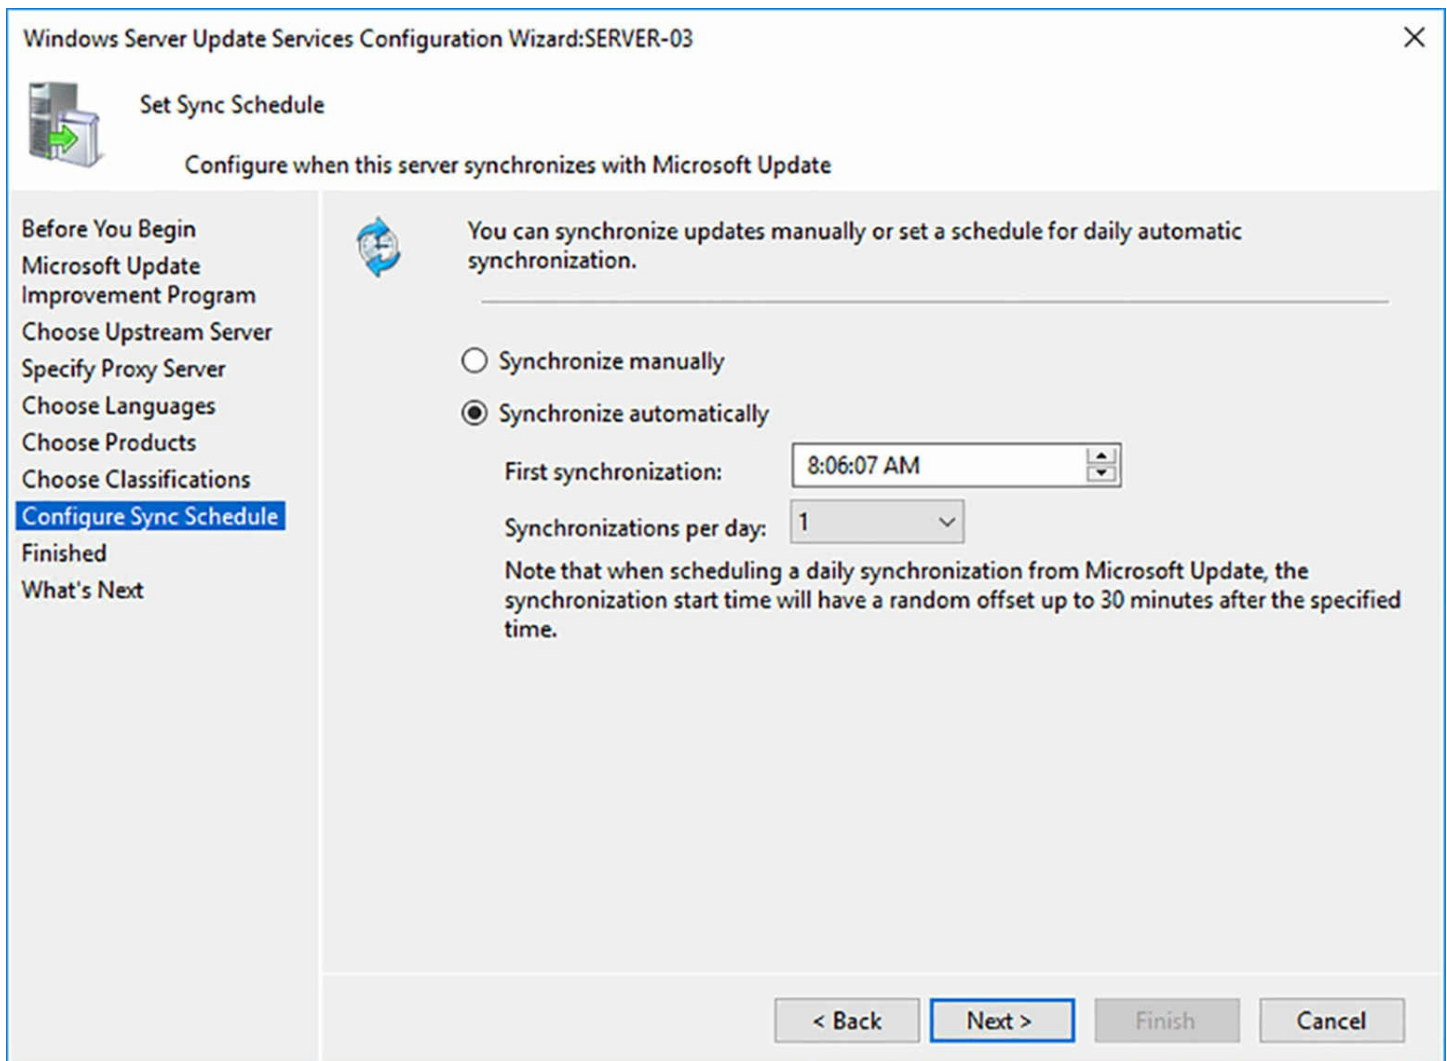 Windows Server Update Services Configuration Wizard:SERVER-03
Set Sync Schedule
Configure when this server synchronizes with Microsoft Update
Before You Begin
Microsoft Update
Improvement Program
Choose Upstream Server
Specify Proxy Server
Choose Languages
Choose Products
Choose Classifications
Configure Sync Schedule
Finished
What's Next
You can synchronize updates manually or set a schedule for daily automatic
synchronization.
Synchronize manually
Synchronize automatically
First synchronization: 8:06:07 AM
Synchronizations per day: 1
Note that when scheduling a daily synchronization from Microsoft Update, the
synchronization start time will have a random offset up to 30 minutes after the specified
time.
< Back Next > Finish Cancel